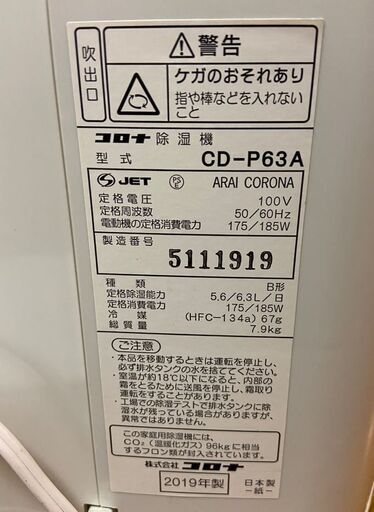 吹出口
警告
ケガのおそれあり
指や棒などを入れない
こと
コロナ 除湿機
型式 CD-P63A
JET PS E ARAI CORONA
定格電圧 100V
定格周波数 50/60Hz
電動機の定格消費電力 175/185W
製造番号 5111919
種類 B形
定格除湿能力 5.6/6.3L/日
定格消費電力 175/185W
冷媒 (HFC-134a) 67g
総質量 7.9kg
ご注意
・本品を移動するときは運転を停止し、
必ず排水タンクの水を捨ててください。
・室温が約18℃以下になると、内部の
霜をとるために送風を停止し、霜取り
運転をすることがあります。
・工場での除湿テストで排水タンクに除
湿水が残っている場合がありますが、
異常ではありません。
この家庭用除湿機には、
CO₂(温暖化ガス)96kgに相当
するフロン類が封入されています。
株式会社 コロナ
2019年製 日本製
-紙-